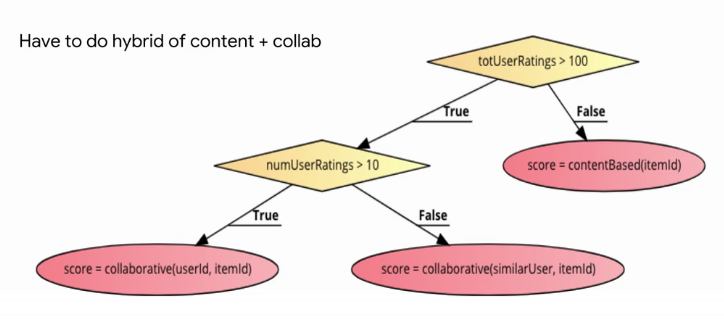 Have to do hybrid of content + collab
totUserRatings > 100
True
False
numUserRatings > 10
score = contentBased(itemId)
True
False
score = collaborative(userId, itemId)
score = collaborative(similarUser, itemId)